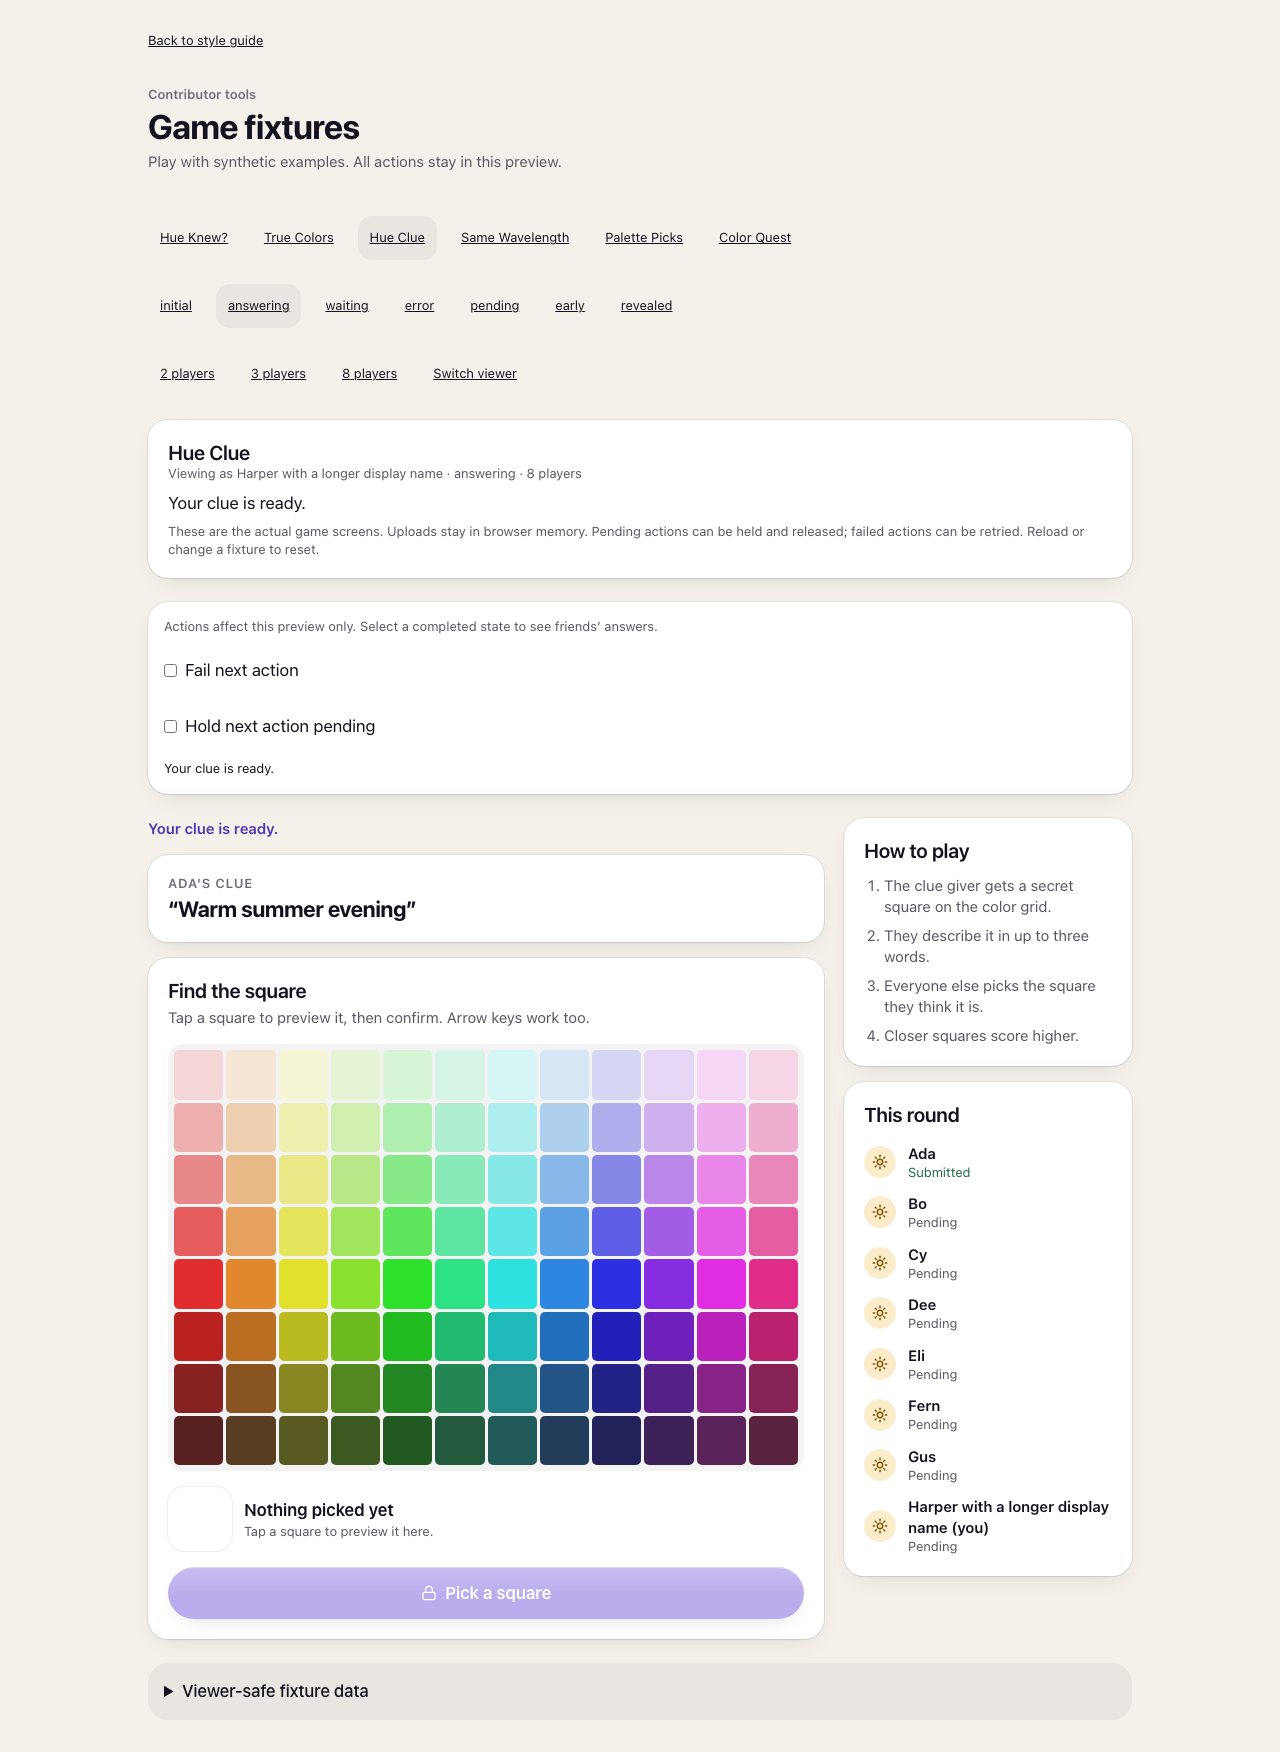 Back to style guide
Contributor tools
Game fixtures
Play with synthetic examples. All actions stay in this preview.
Hue Knew? True Colors Hue Clue Same Wavelength Palette Picks Color Quest
initial answering waiting error pending early revealed
2 players 3 players 8 players Switch viewer
Hue Clue
Viewing as Harper with a longer display name · answering · 8 players
Your clue is ready.
These are the actual game screens. Uploads stay in browser memory. Pending actions can be held and released; failed actions can be retried. Reload or
change a fixture to reset.
Actions affect this preview only. Select a completed state to see friends’ answers.
Fail next action
Hold next action pending
Your clue is ready.
Your clue is ready.
ADA'S CLUE
“Warm summer evening”
Find the square
Tap a square to preview it, then confirm. Arrow keys work too.
Nothing picked yet
Tap a square to preview it here.
Pick a square
How to play
1. The clue giver gets a secret
square on the color grid.
2. They describe it in up to three
words.
3. Everyone else picks the square
they think it is.
4. Closer squares score higher.
This round
Ada
Submitted
Bo
Pending
Cy
Pending
Dee
Pending
Eli
Pending
Fern
Pending
Gus
Pending
Harper with a longer display
name (you)
Pending
Viewer-safe fixture data